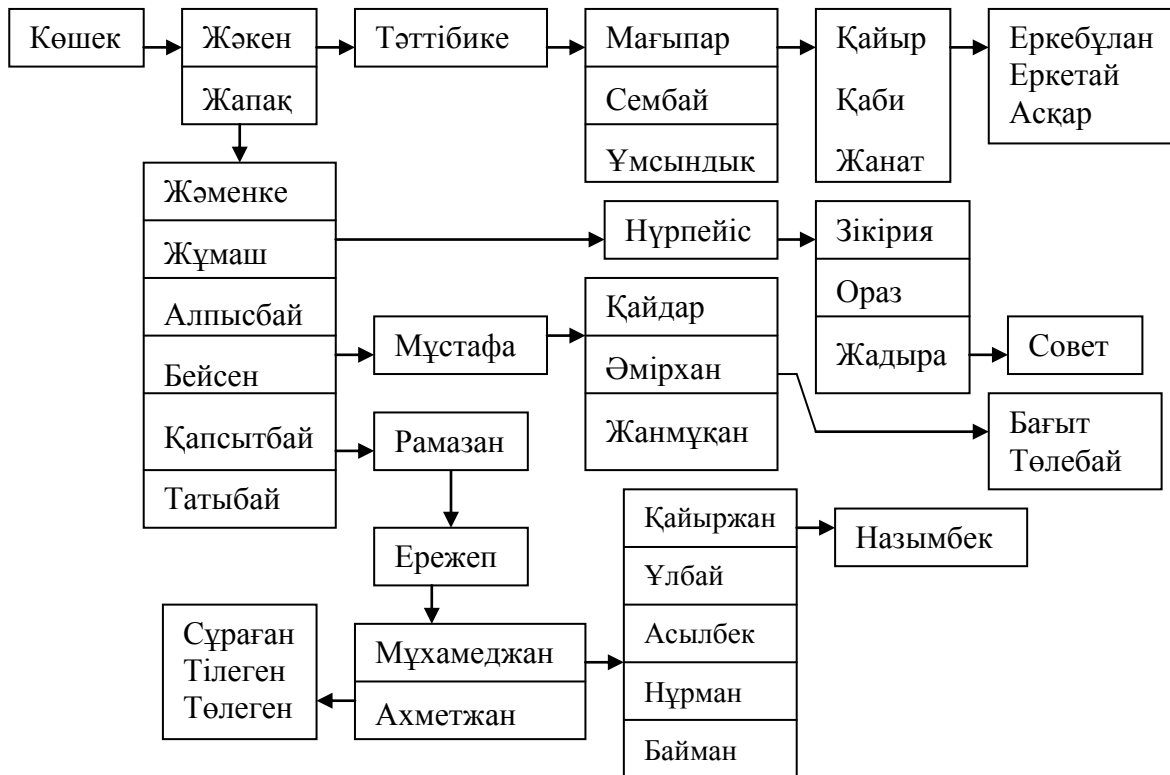 Көшек
Жәкен
Жапақ
Тәттібике
Мағыпар
Сембай
Ұмсындық
Қайыр
Қаби
Жанат
Еркебұлан
Еркетай
Асқар
Жәменке
Жұмаш
Алпысбай
Бейсен
Қапсытбай
Татыбай
Нүрпейіс
Зікірия
Ораз
Жадыра
Совет
Мұстафа
Қайдар
Әмірхан
Жанмұқан
Бағыт
Төлебай
Рамазан
Ережеп
Мұхамеджан
Ахметжан
Сұраған
Тілеген
Төлеген
Қайыржан
Ұлбай
Асылбек
Нұрман
Байман
Назымбек